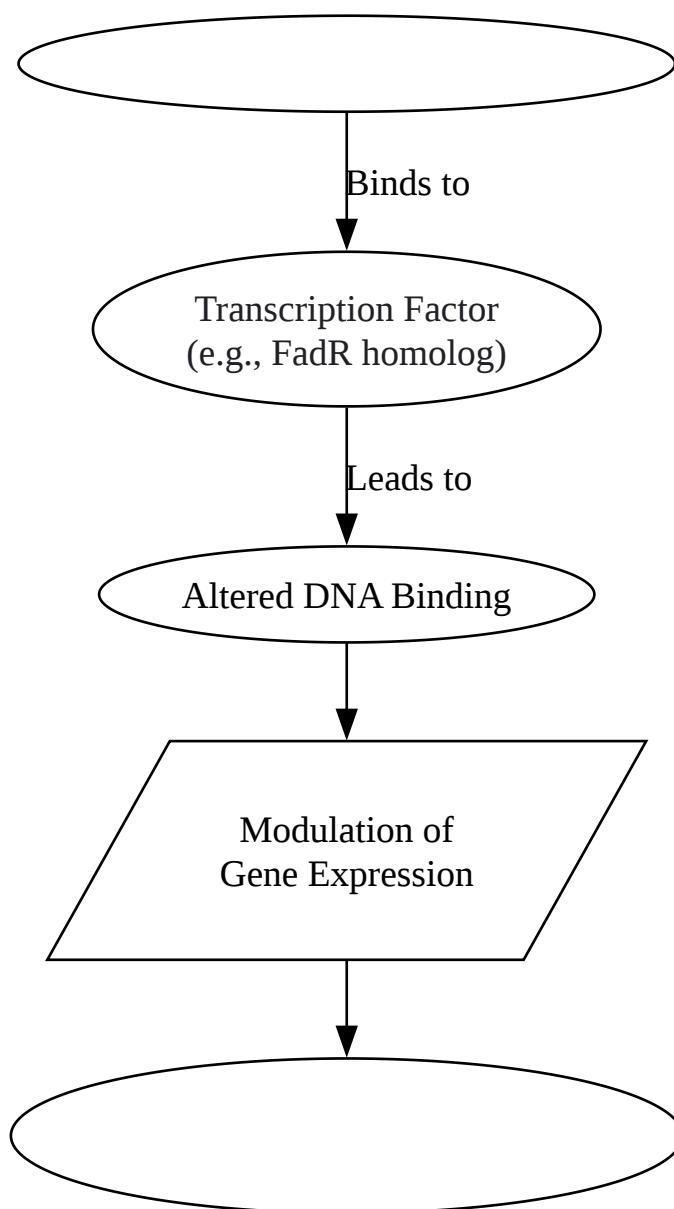 Binds to
Transcription Factor
(e.g., FadR homolog)
Leads to
Altered DNA Binding
Modulation of
Gene Expression